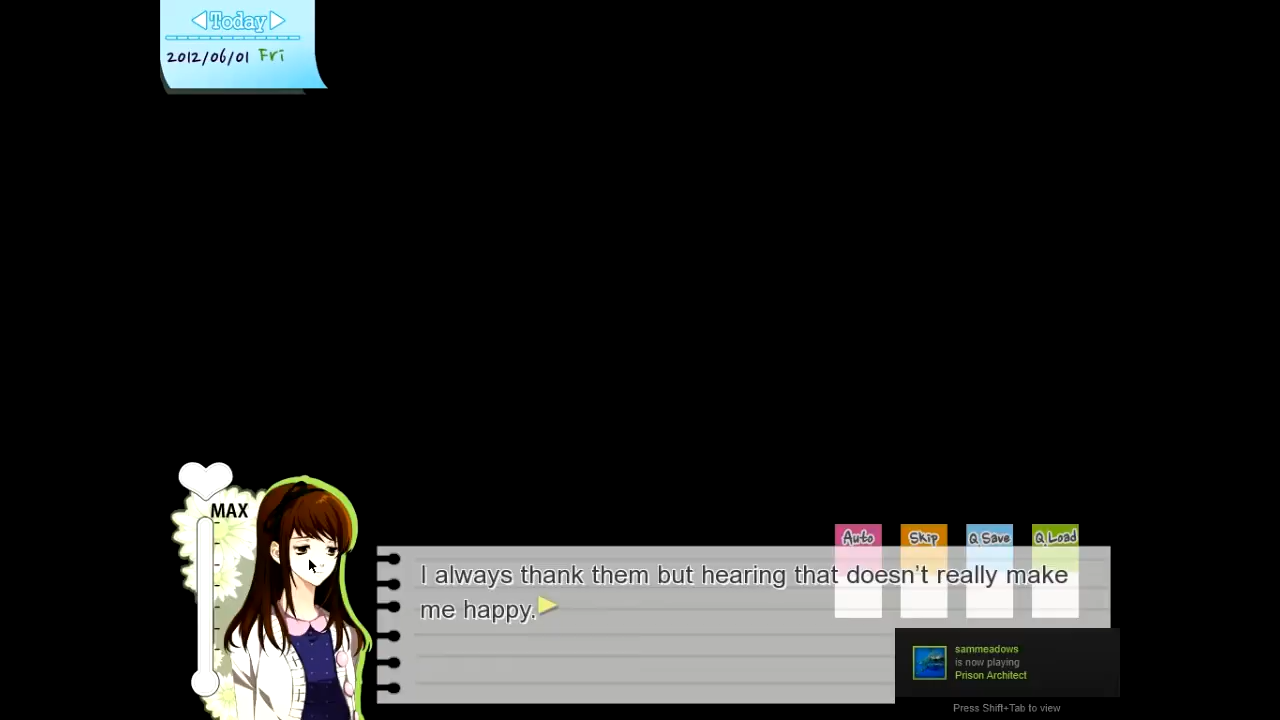 Today
2012/06/01 Fri
MAX
Auto
Skip
Q.Save
Q.Load
I always thank them but hearing that doesn't really make
me happy.
sammeadows
is now playing
Prison Architect
Press Shift+Tab to view